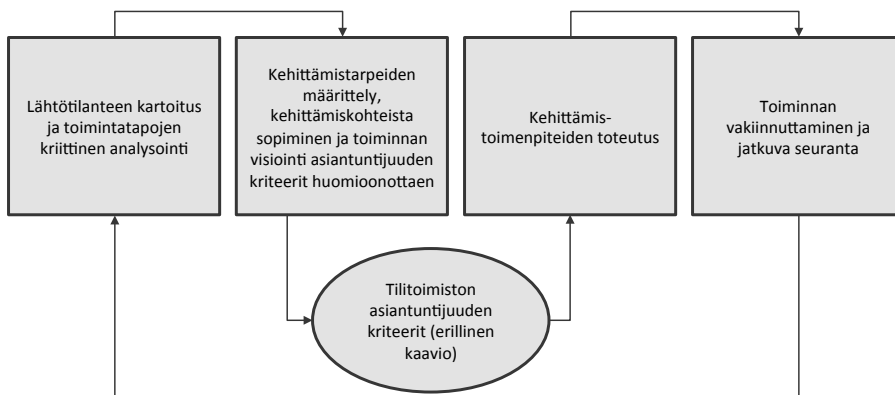 Lähtötilanteen kartoitus
ja toimintatapojen
kriittinen analysointi
Kehittämistarpeiden
määrittely,
kehittämiskohteista
sopiminen ja toiminnan
visiointi asiantuntijuuden
kriteerit huomioonottaen
Kehittämis-
toimenpiteiden toteutus
Toiminnan
vakiinnuttaminen ja
jatkuva seuranta
Tilitoimiston
asiantuntijuuden
kriteerit (erillinen
kaavio)